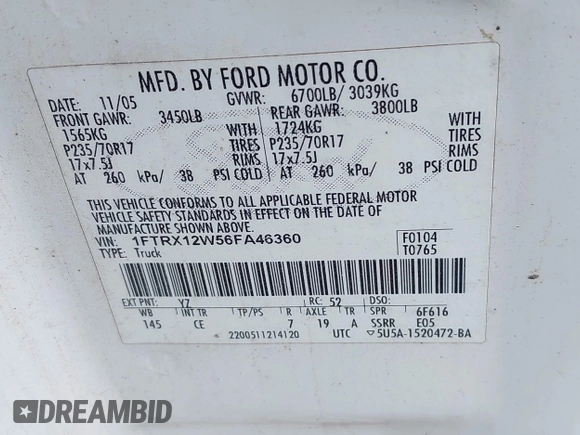 MFD. BY FORD MOTOR CO.
DATE: 11/05 GVWR: 6700LB/ 3039KG
FRONT GAWR: 3450LB REAR GAWR: 3800LB
1565KG WITH 1724KG WITH
P235/70R17 TIRES P235/70R17 TIRES
17x7.5J RIMS 17x7.5J RIMS
AT 260 kPa/ 38 PSI COLD AT 260 kPa/ 38 PSI COLD
THIS VEHICLE CONFORMS TO ALL APPLICABLE FEDERAL MOTOR
VEHICLE SAFETY STANDARDS IN EFFECT ON THE DATE OF
MANUFACTURE SHOWN ABOVE.
VIN: 1FTRX12W56FA46360 F0104
TYPE: Truck T0765
EXT PNT: YZ RC: 52 DSO:
WB INT TR TP/PS R AXLE TR SPR 6F616
145 CE 7 19 A SSRR E05
2200511214120 UTC 5U5A-1520472-BA
DREAMBID